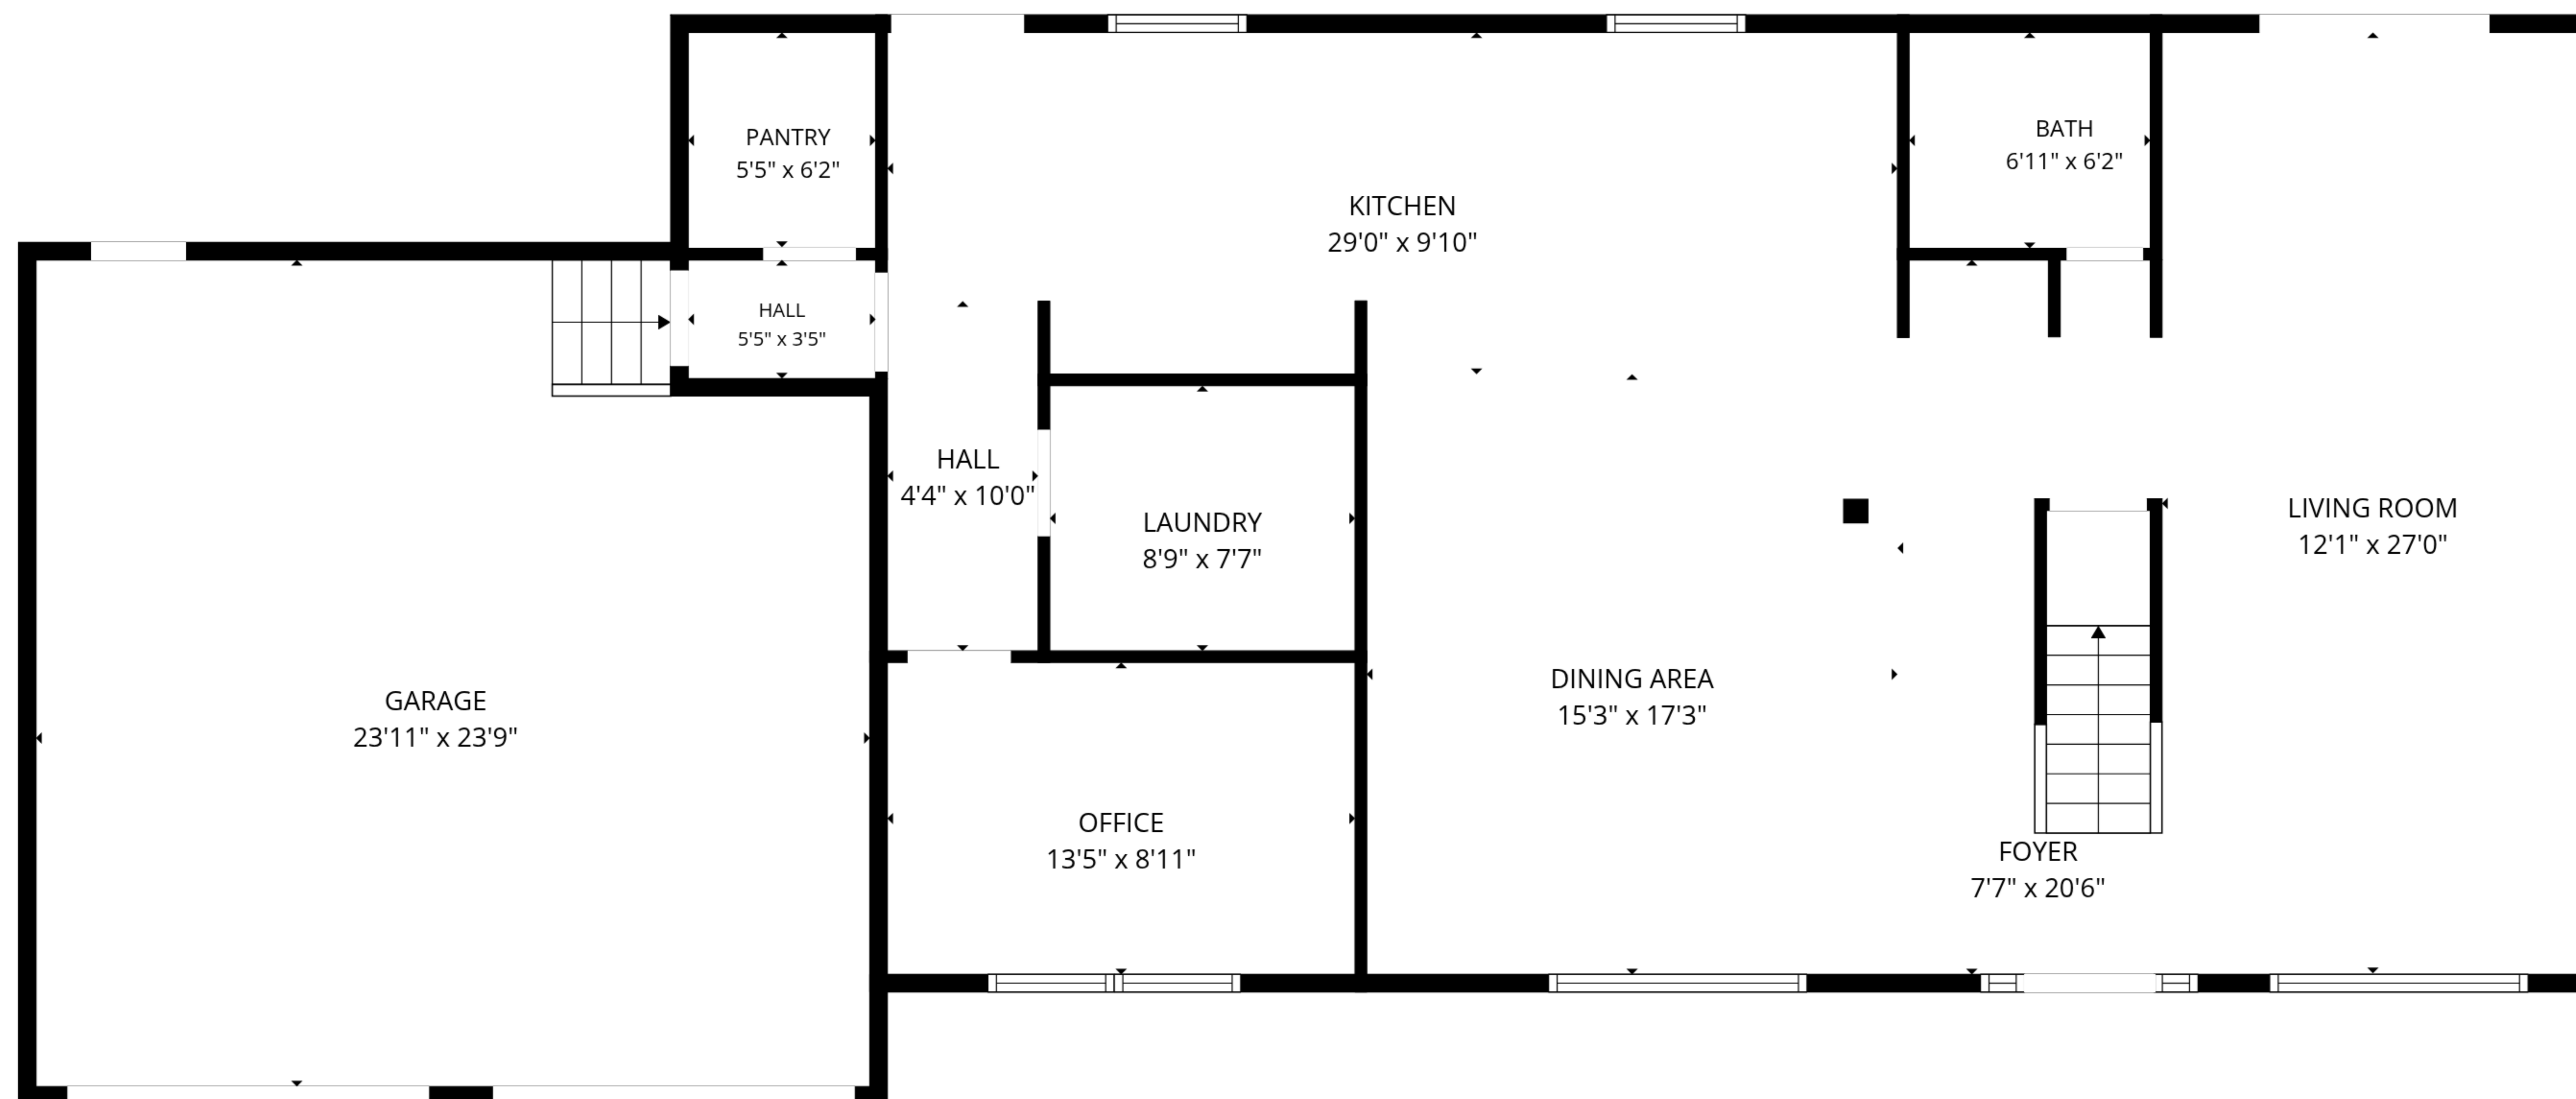 PANTRY
5'5" x 6'2"
BATH
6'11" x 6'2"
KITCHEN
29'0" x 9'10"
HALL
5'5" x 3'5"
HALL
4'4" x 10'0"
LAUNDRY
8'9" x 7'7"
LIVING ROOM
12'1" x 27'0"
GARAGE
23'11" x 23'9"
DINING AREA
15'3" x 17'3"
OFFICE
13'5" x 8'11"
FOYER
7'7" x 20'6"